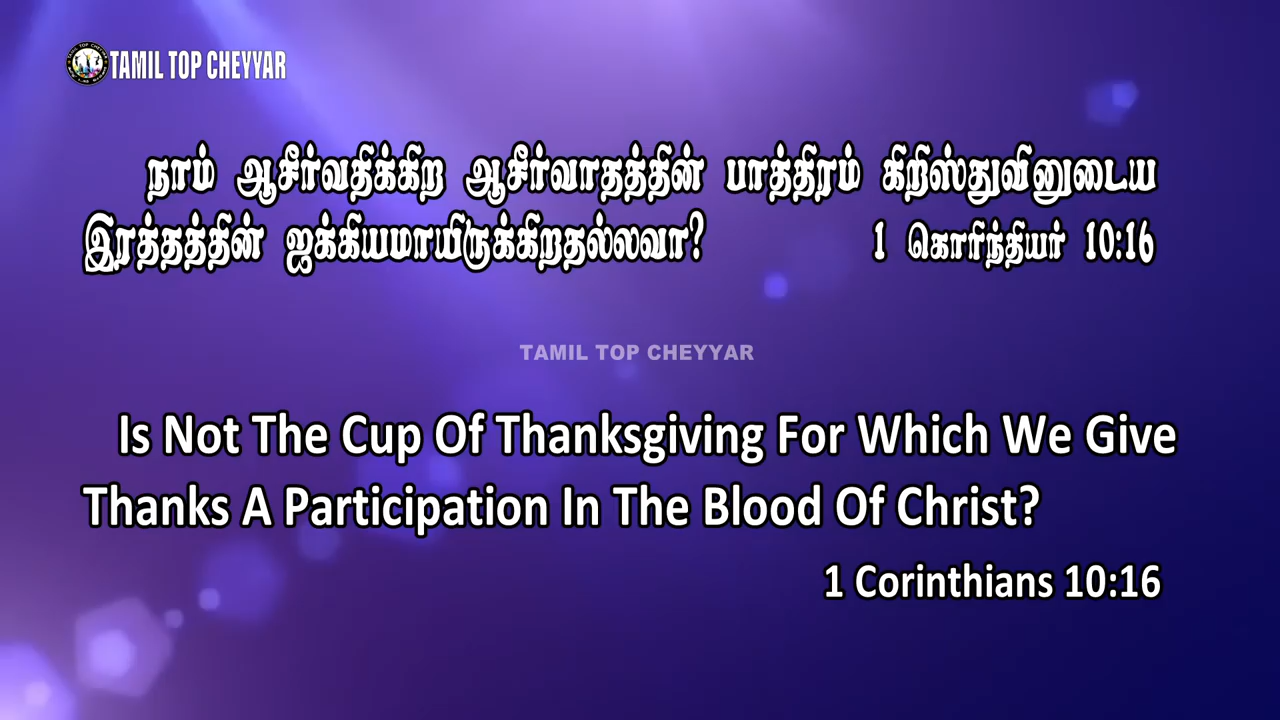 TAMIL TOP CHEYYAR
நாம் ஆசீர்வதிக்கிற ஆசீர்வாதத்தின் பாத்திரம் கிறிஸ்துவினுடைய
இரத்தத்தின் ஐக்கியமாயிருக்கிறதல்லவா? 1 கொரிந்தியர் 10:16
TAMIL TOP CHEYYAR
Is Not The Cup Of Thanksgiving For Which We Give
Thanks A Participation In The Blood Of Christ?
1 Corinthians 10:16